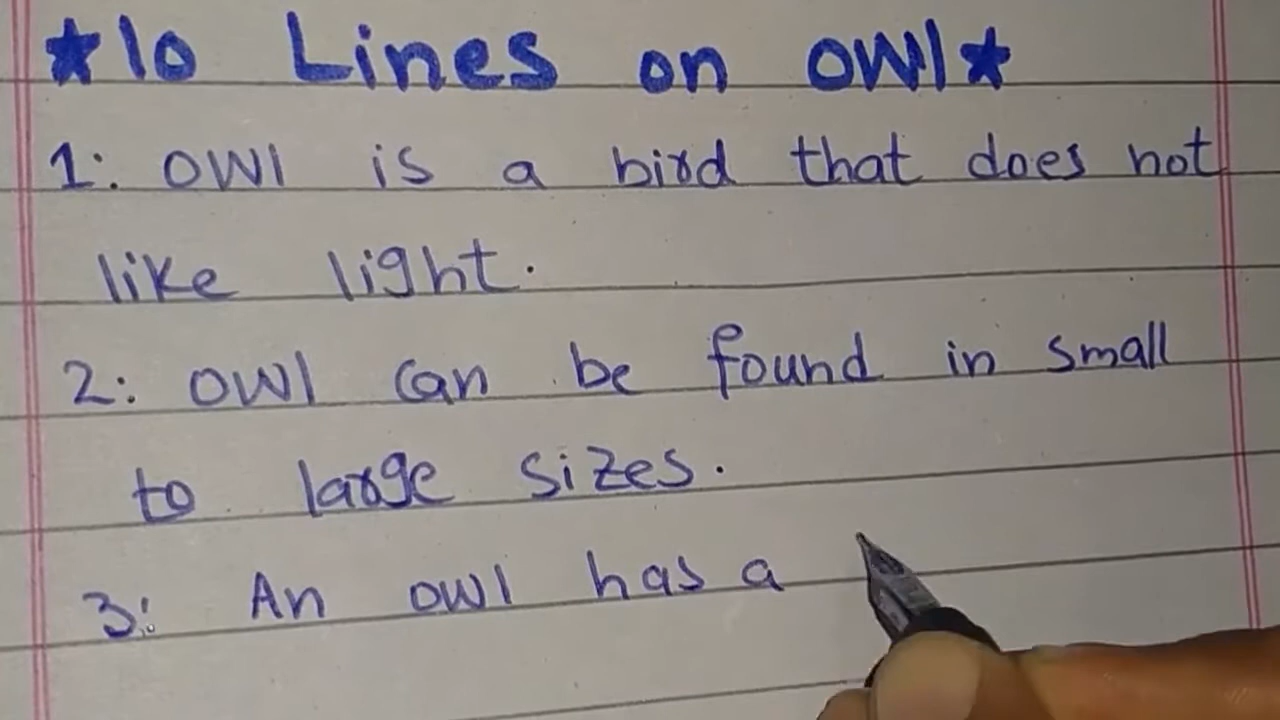 ★10 Lines on OWl★
1: OWl is a bird that does not
like light.
2: OWl can be found in small
to large sizes.
3: An owl has a